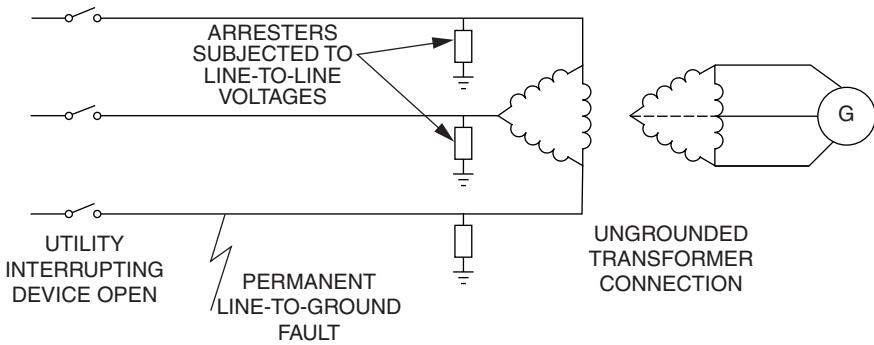 ARRESTERS
SUBJECTED TO
LINE-TO-LINE
VOLTAGES
G
UTILITY
INTERRUPTING
DEVICE OPEN
PERMANENT
LINE-TO-GROUND
FAULT
UNGROUNDED
TRANSFORMER
CONNECTION